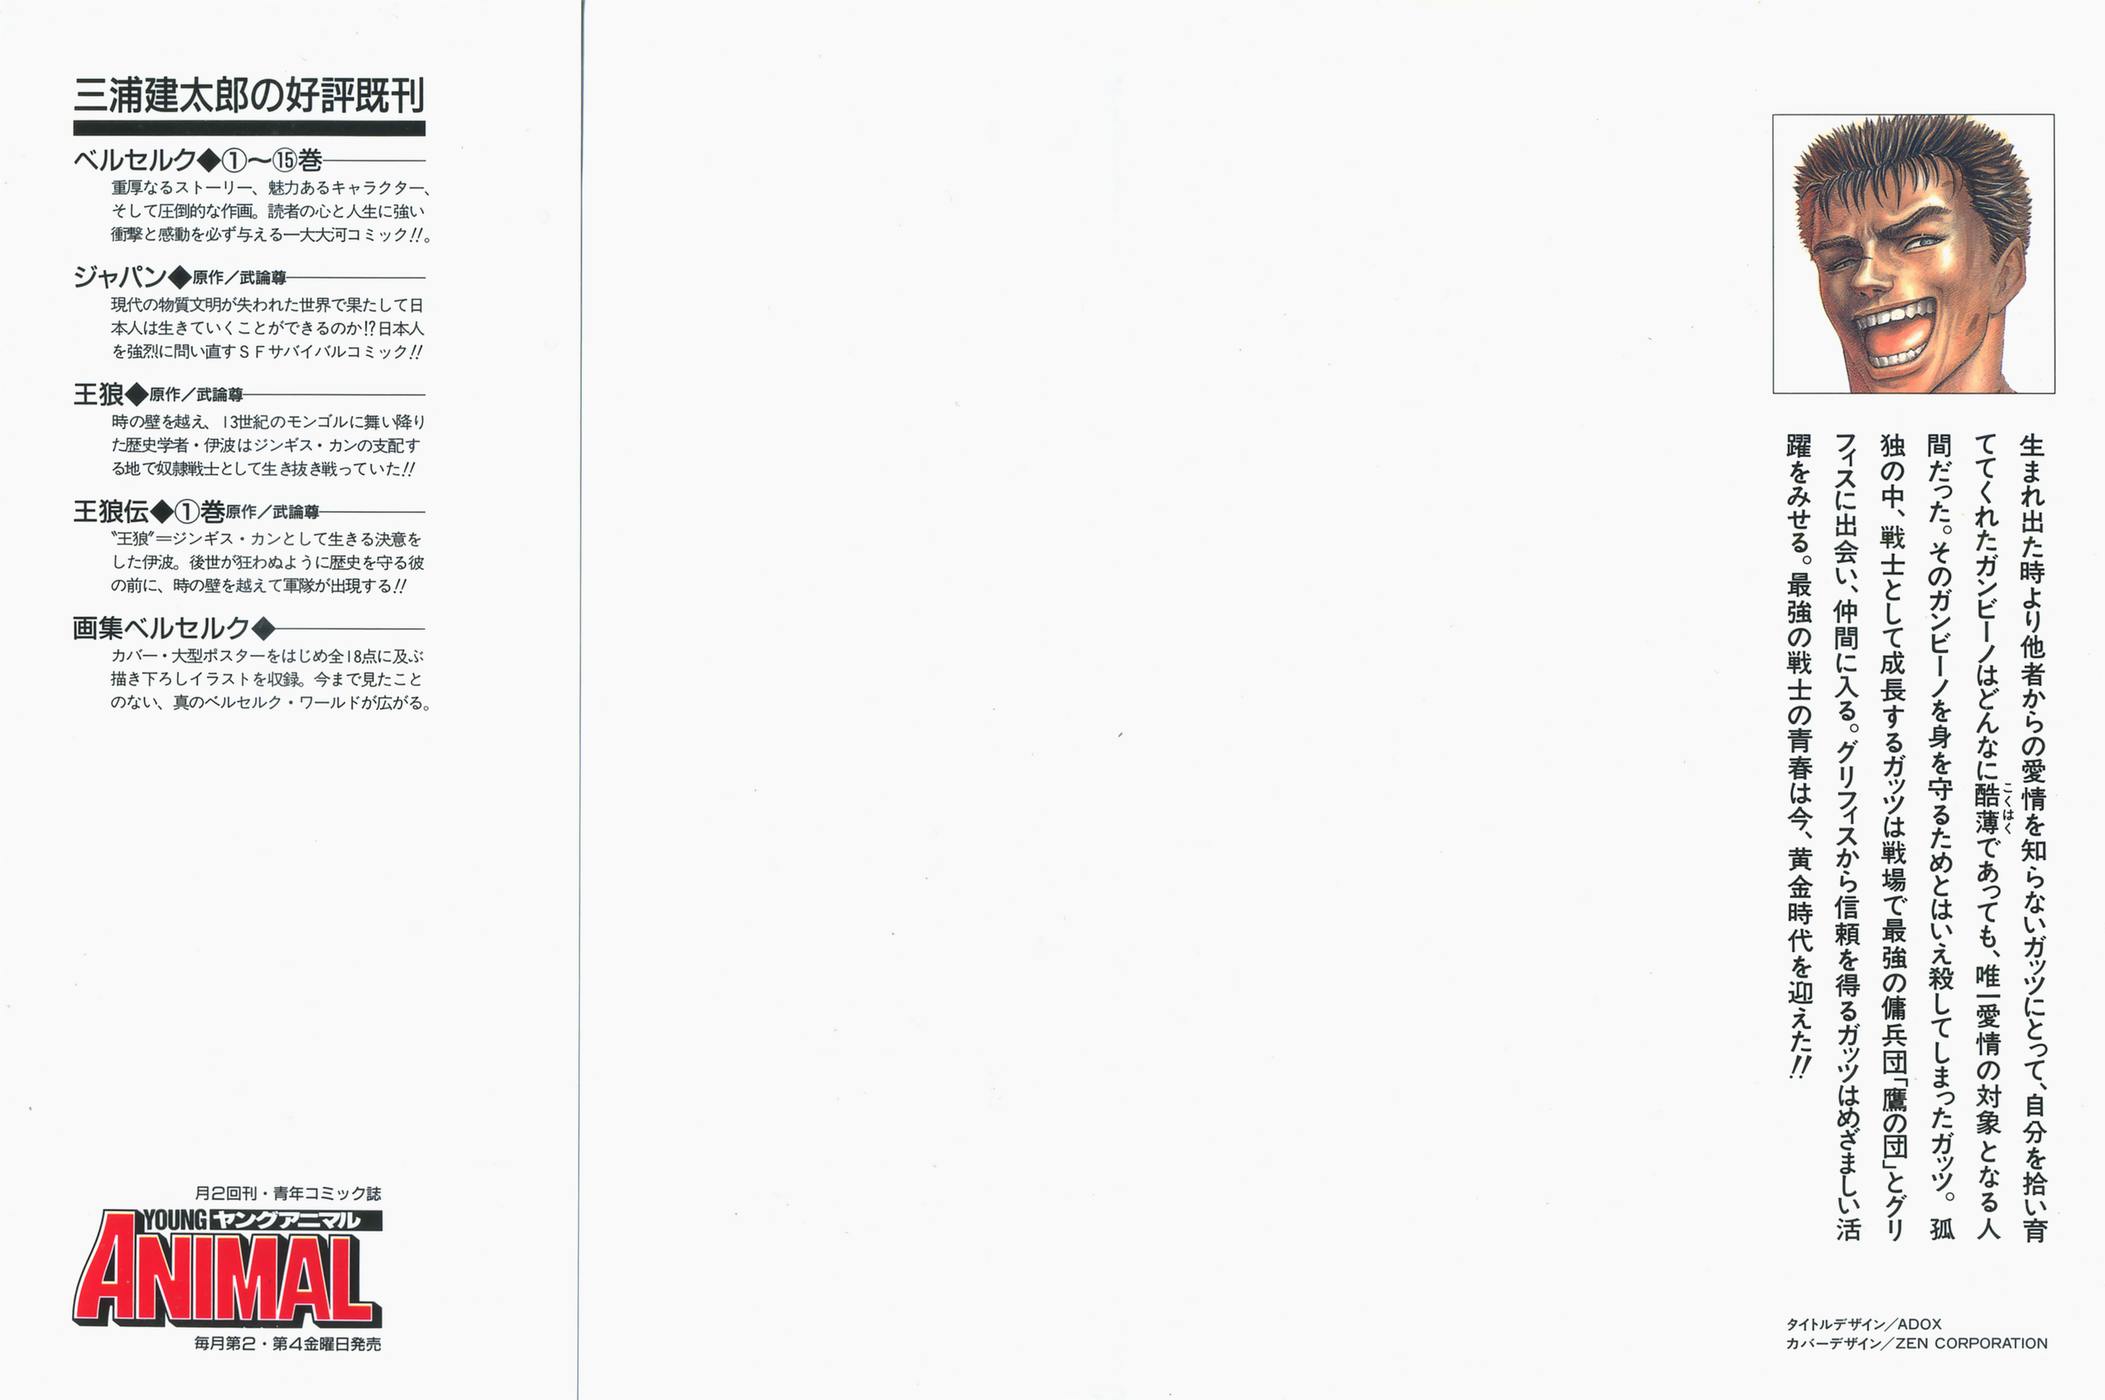 三浦建太郎の好評既刊
ベルセルク◆①〜⑮巻
重厚なるストーリー、魅力あるキャラクター、
そして圧倒的な作画。読者の心と人生に強い
衝撃と感動を必ず与える一大大河コミック!!。
ジャパン◆原作／武論尊
現代の物質文明が失われた世界で果たして日
本人は生きていくことができるのか!?日本人
を強烈に問い直すＳＦサバイバルコミック!!
王狼◆原作／武論尊
時の壁を越え、13世紀のモンゴルに舞い降り
た歴史学者・伊波はジンギス・カンの支配す
る地で奴隷戦士として生き抜き戦っていた!!
王狼伝◆①巻原作／武論尊
〝王狼〟＝ジンギス・カンとして生きる決意を
した伊波。後世が狂わぬように歴史を守る彼
の前に、時の壁を越えて軍隊が出現する!!
画集ベルセルク◆
カバー・大型ポスターをはじめ全18点に及ぶ
描き下ろしイラストを収録。今まで見たこと
のない、真のベルセルク・ワールドが広がる。
月2回刊・青年コミック誌
YOUNG ヤングアニマル
ANIMAL
毎月第2・第4金曜日発売
生まれ出た時より他者からの愛情を知らないガッツにとって、自分を拾い育
ててくれたガンビーノはどんなに酷薄であっても、唯一愛情の対象となる人
こくはく
間だった。そのガンビーノを身を守るためとはいえ殺してしまったガッツ。孤
独の中、戦士として成長するガッツは戦場で最強の傭兵団「鷹の団」とグリ
フィスに出会い、仲間に入る。グリフィスから信頼を得るガッツはめざましい活
躍をみせる。最強の戦士の青春は今、黄金時代を迎えた!!
タイトルデザイン／ADOX
カバーデザイン／ZEN CORPORATION